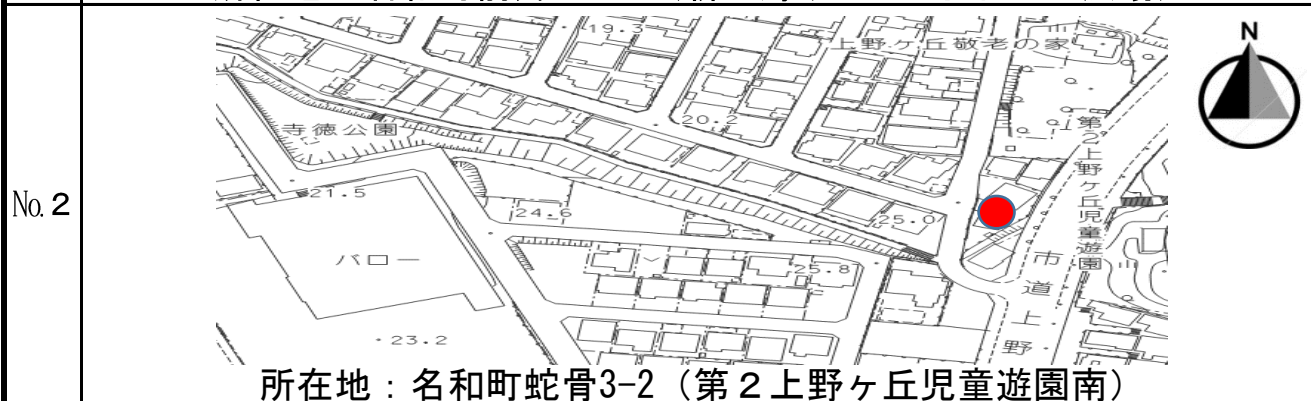 N
19.3
上野ヶ丘敬老の家
寺徳公園
20.2
第2上野ヶ丘児童遊園
21.5
24.6
25.0
No.2
バロー
25.8
市道上野
23.2
所在地：名和町蛇骨3-2（第２上野ヶ丘児童遊園南）